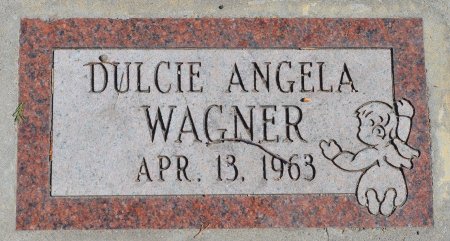 DULCIE ANGELA
WAGNER
APR. 13, 1963